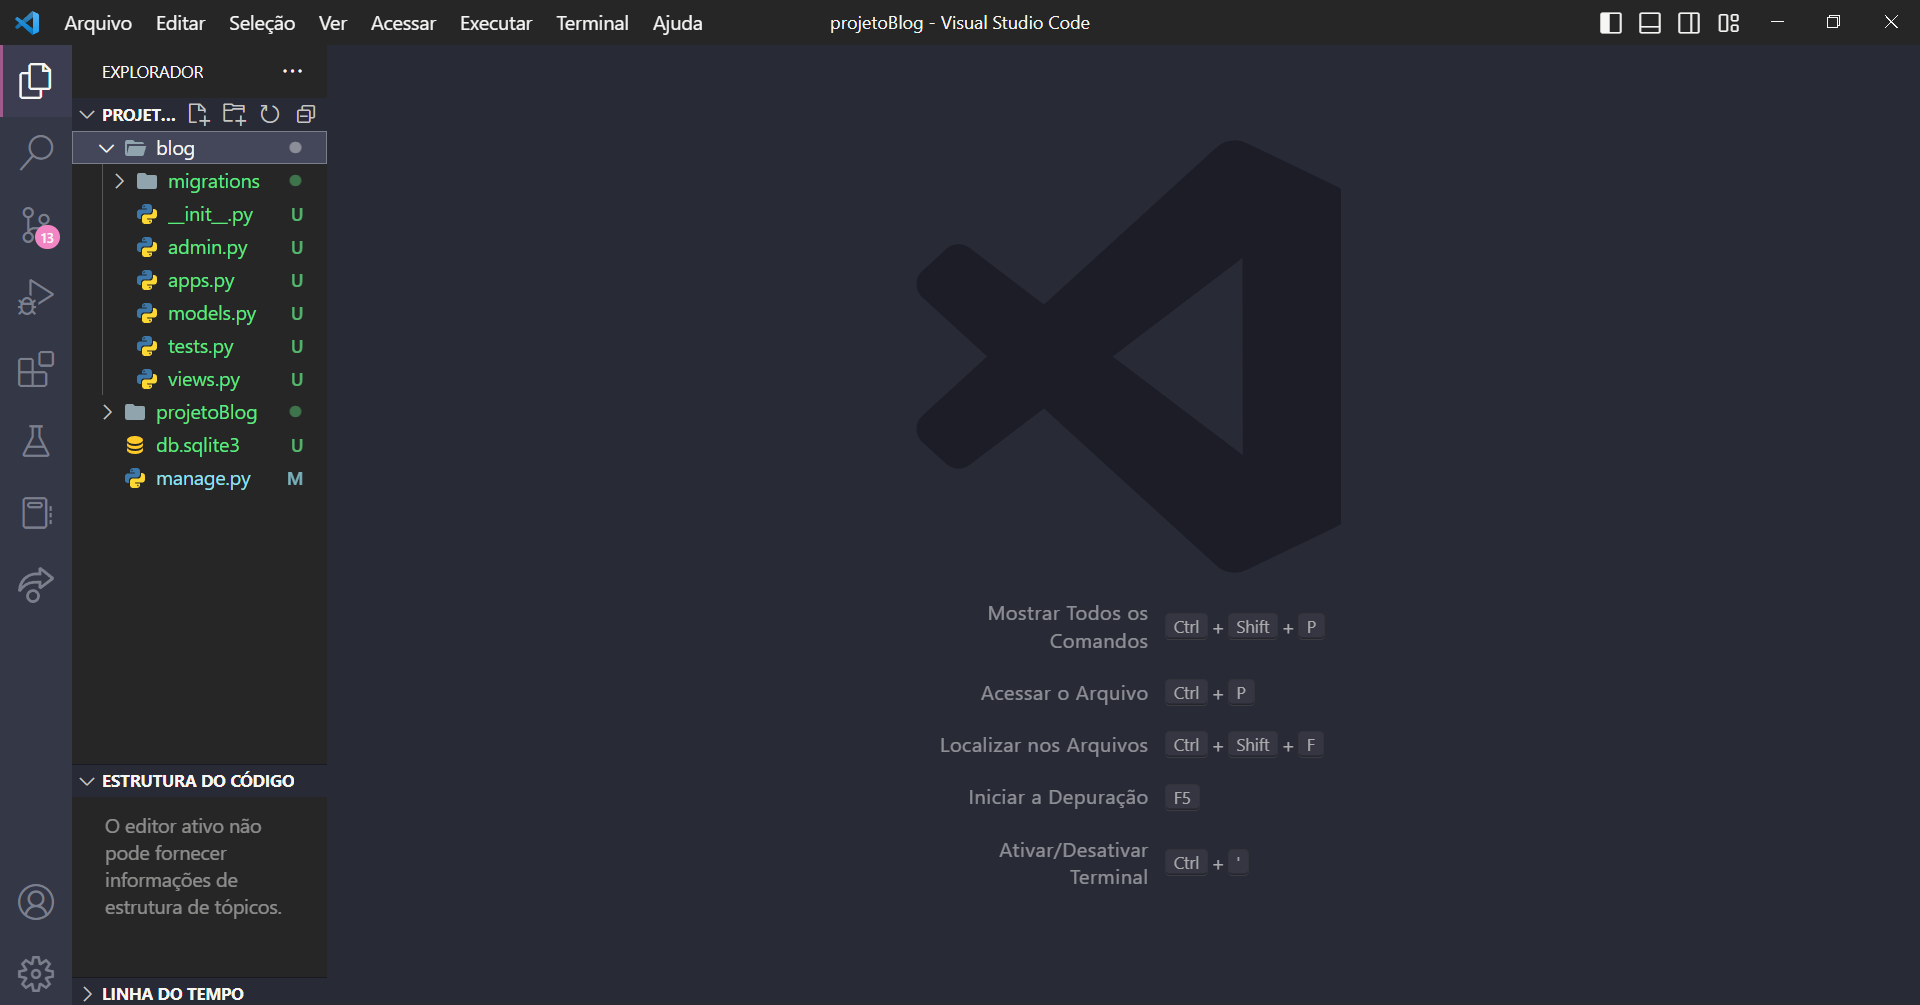 Arquivo Editar Seleção Ver Acessar Executar Terminal Ajuda projetoBlog - Visual Studio Code
EXPLORADOR
PROJET...
blog
migrations
__init__.py U
admin.py U
apps.py U
models.py U
tests.py U
views.py U
projetoBlog
db.sqlite3 U
manage.py M
13
ESTRUTURA DO CÓDIGO
O editor ativo não
pode fornecer
informações de
estrutura de tópicos.
LINHA DO TEMPO
Mostrar Todos os
Comandos Ctrl + Shift + P
Acessar o Arquivo Ctrl + P
Localizar nos Arquivos Ctrl + Shift + F
Iniciar a Depuração F5
Ativar/Desativar
Terminal Ctrl + '